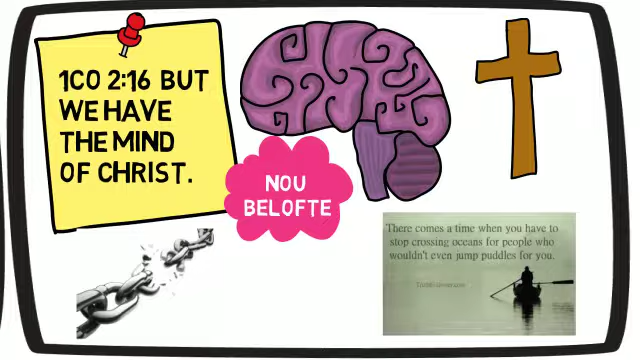 1CO 2:16 BUT
WE HAVE
THE MIND
OF CHRIST.
NOU
BELOFTE
There comes a time when you have to
stop crossing oceans for people who
wouldn't even jump puddles for you.